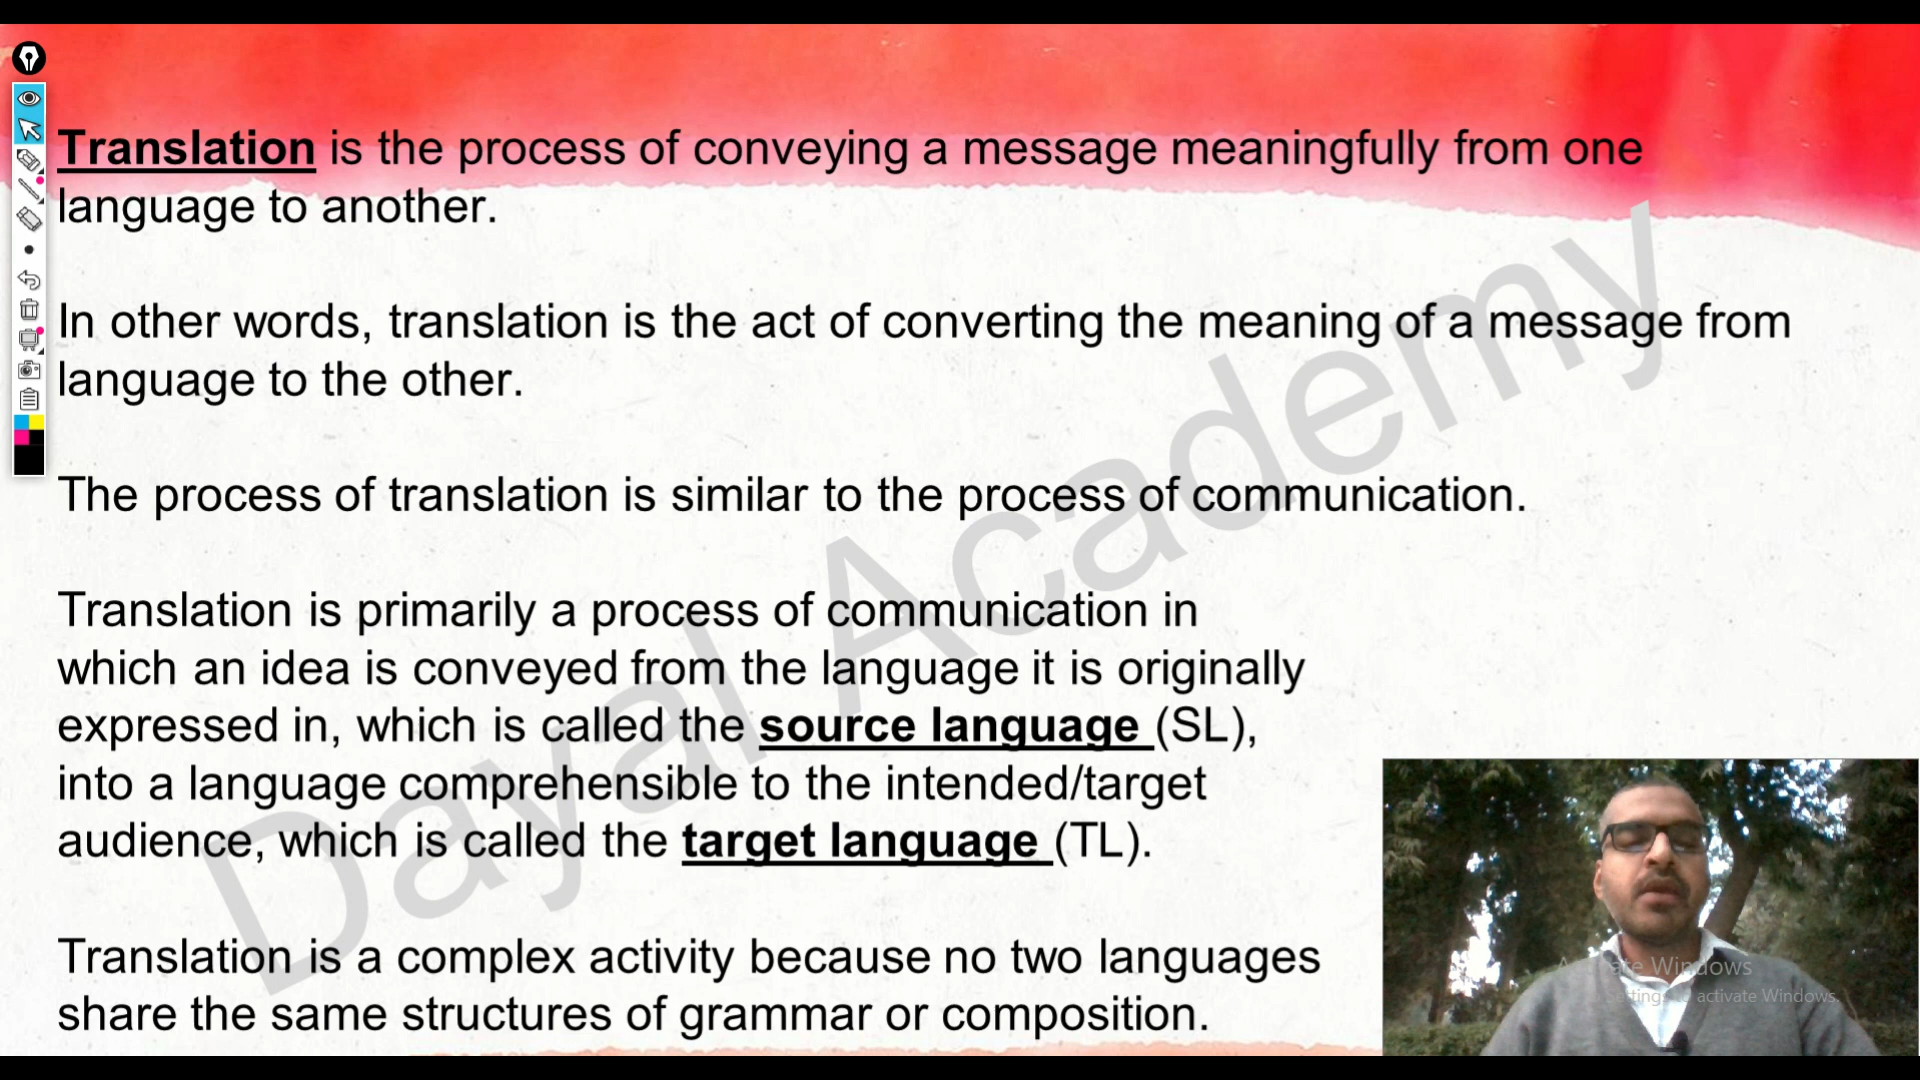 Translation is the process of conveying a message meaningfully from one
language to another.
In other words, translation is the act of converting the meaning of a message from
language to the other.
The process of translation is similar to the process of communication.
Translation is primarily a process of communication in
which an idea is conveyed from the language it is originally
expressed in, which is called the source language (SL),
into a language comprehensible to the intended/target
audience, which is called the target language (TL).
Translation is a complex activity because no two languages
share the same structures of grammar or composition.
Dayal Academy
Activate Windows
Settings to activate Windows.